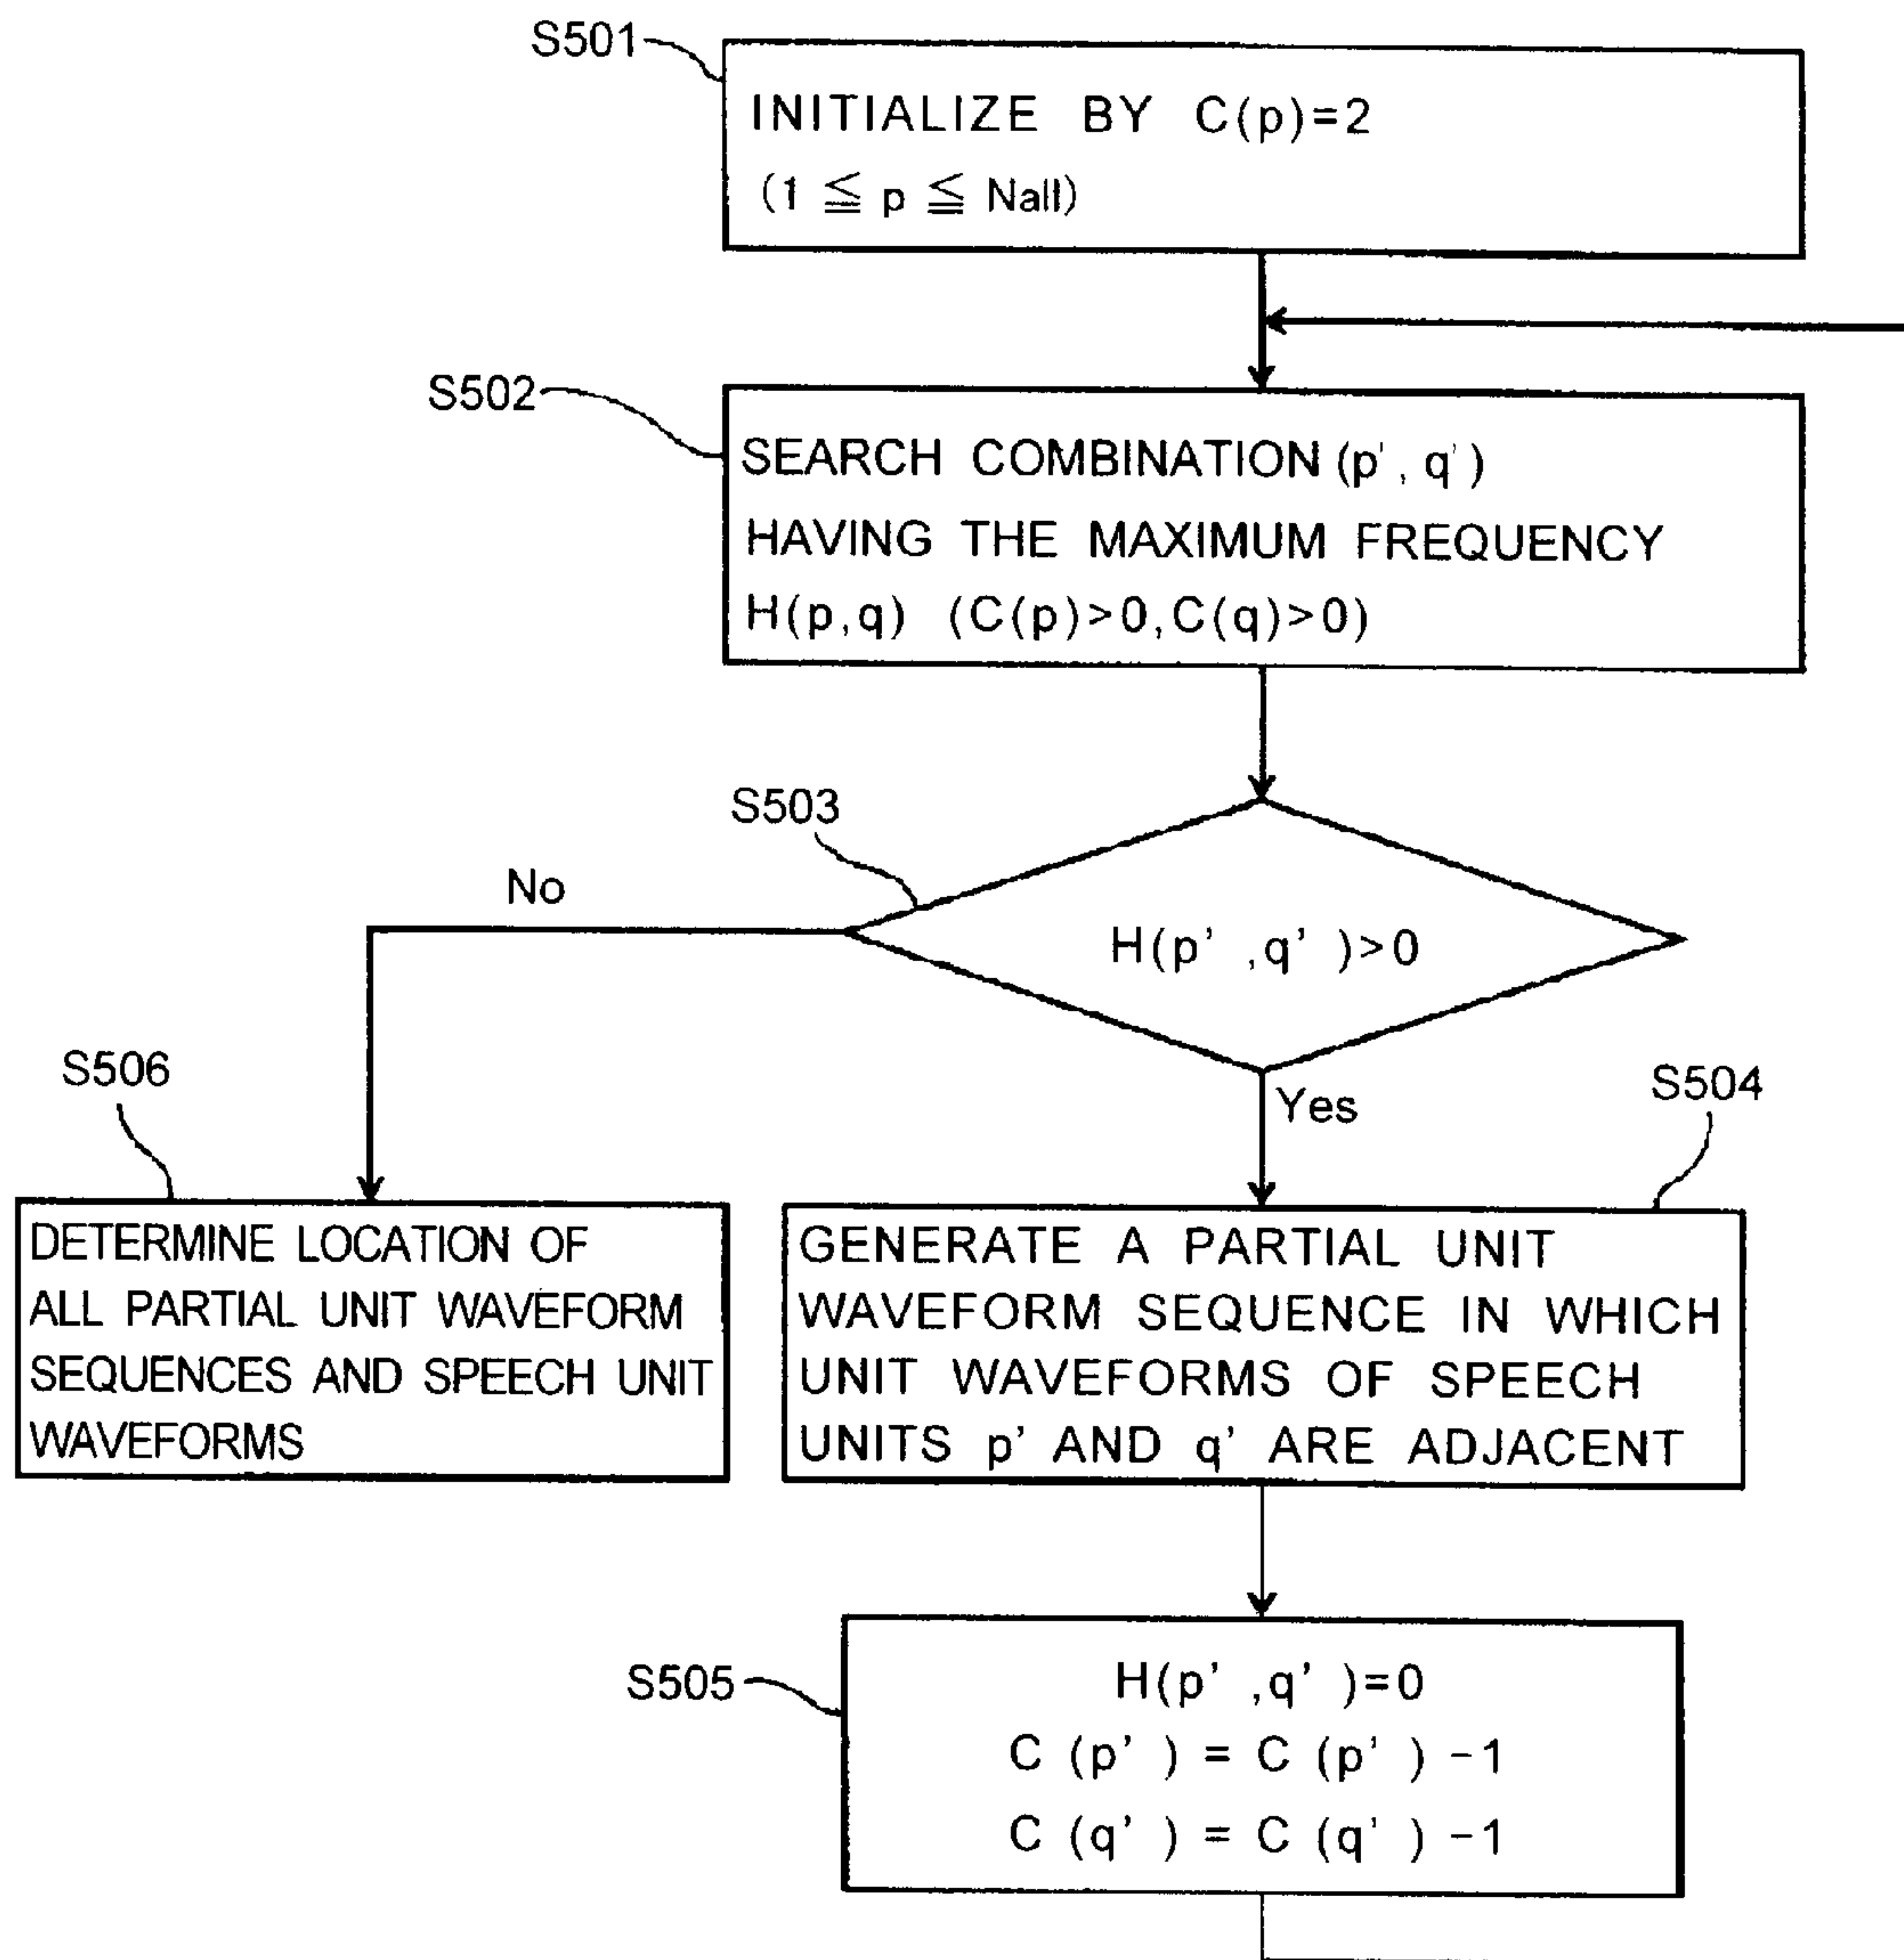 S501
INITIALIZE BY C(p)=2
(1 ≦ p ≦ Nall)
S502
SEARCH COMBINATION (p', q')
HAVING THE MAXIMUM FREQUENCY
H(p,q) (C(p)>0,C(q)>0)
S503
No
H(p' ,q' )>0
Yes
S506
S504
DETERMINE LOCATION OF
ALL PARTIAL UNIT WAVEFORM
SEQUENCES AND SPEECH UNIT
WAVEFORMS
GENERATE A PARTIAL UNIT
WAVEFORM SEQUENCE IN WHICH
UNIT WAVEFORMS OF SPEECH
UNITS p' AND q' ARE ADJACENT
S505
H(p' ,q' )=0
C (p' ) = C (p' ) -1
C (q' ) = C (q' ) -1